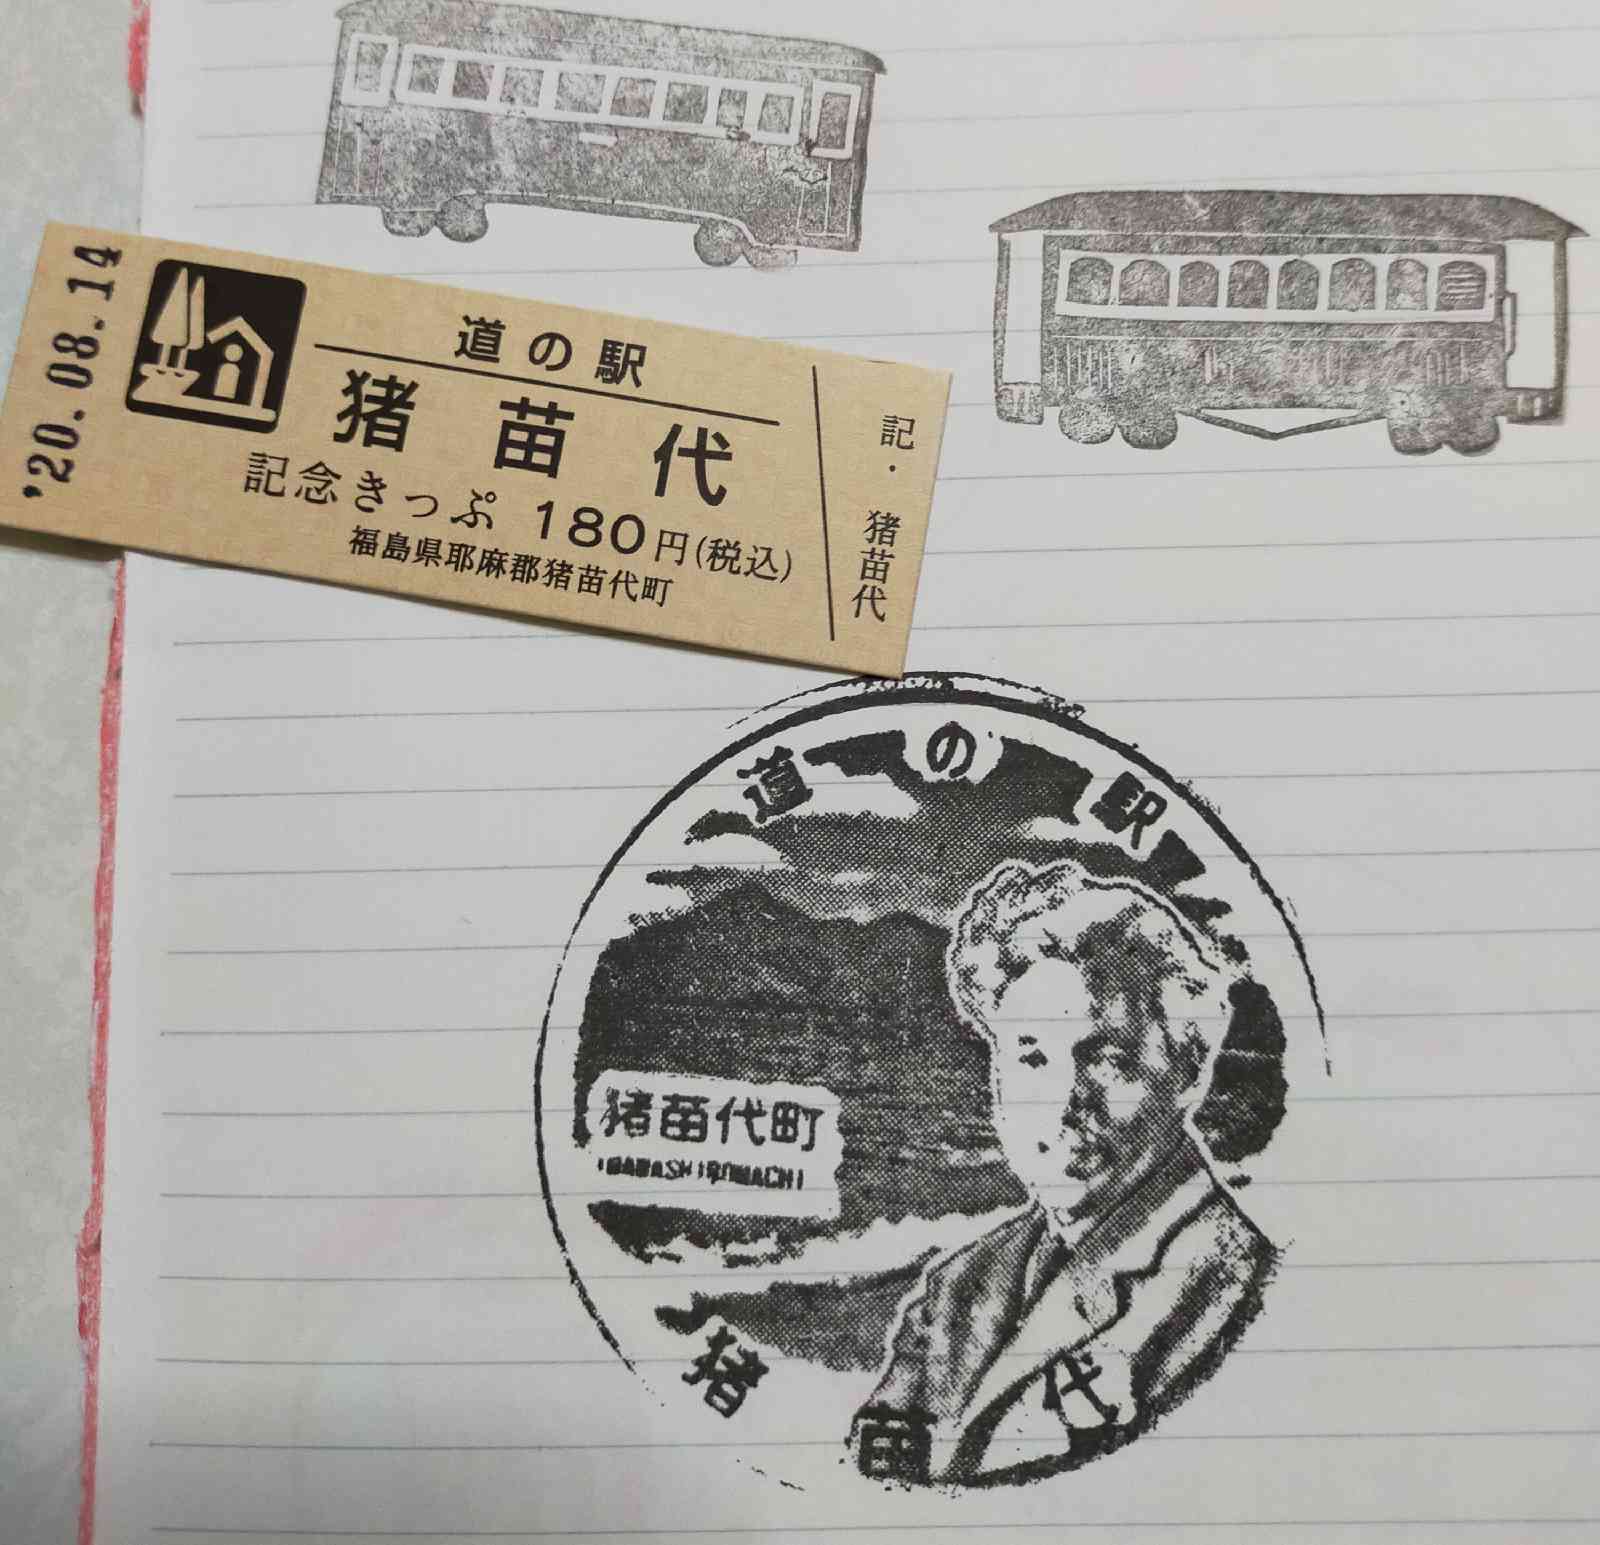 '20.08.14
道の駅
猪苗代
記念きっぷ 180円(税込)
福島県耶麻郡猪苗代町
記・猪苗代
道の駅
猪苗代町
猪苗代